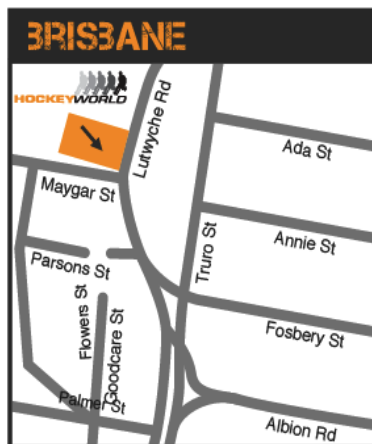 BRISBANE
HOCKEYWORLD
Lutwyche Rd
Ada St
Maygar St
Annie St
Truro St
Parsons St
Flowers St
Goodcare St
Fosbery St
Palmer St
Albion Rd